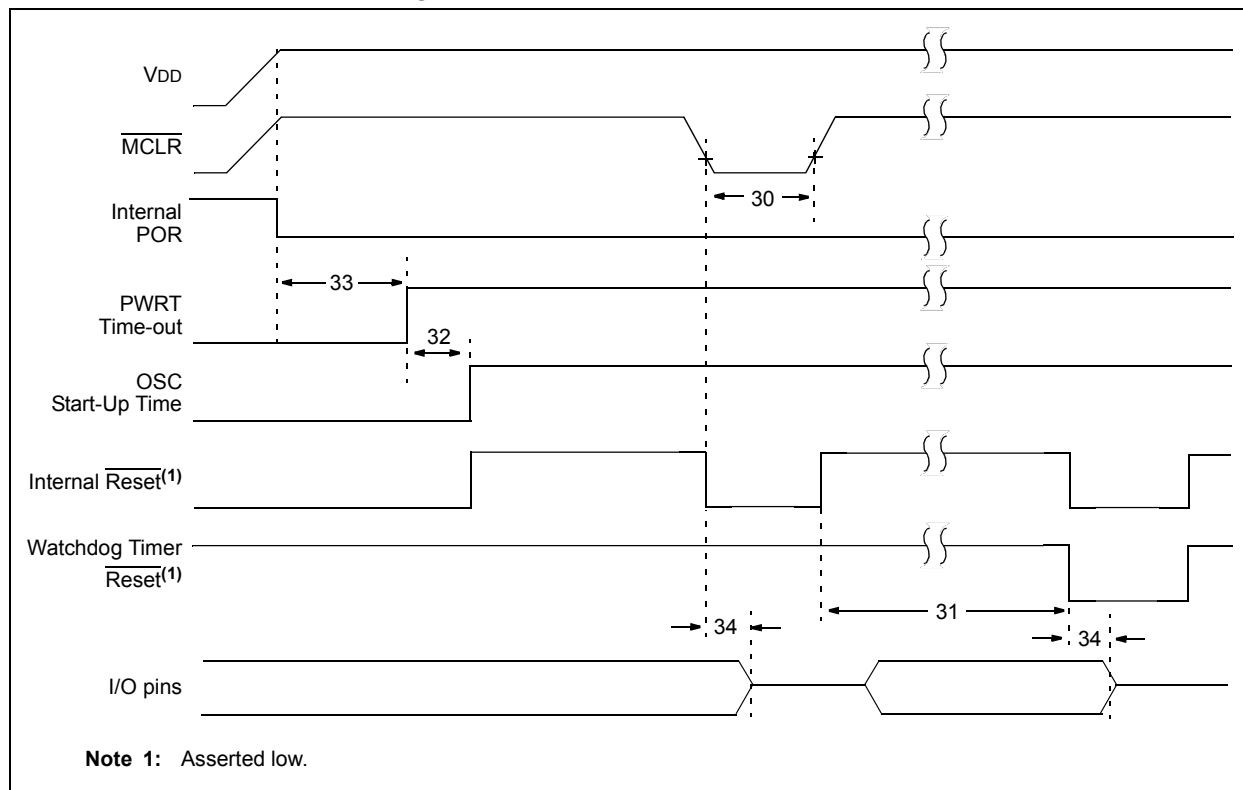 VDD
MCLR
Internal
POR
30
33
PWRT
Time-out
32
OSC
Start-Up Time
Internal Reset(1)
Watchdog Timer
Reset(1)
31
34
34
I/O pins
Note 1: Asserted low.